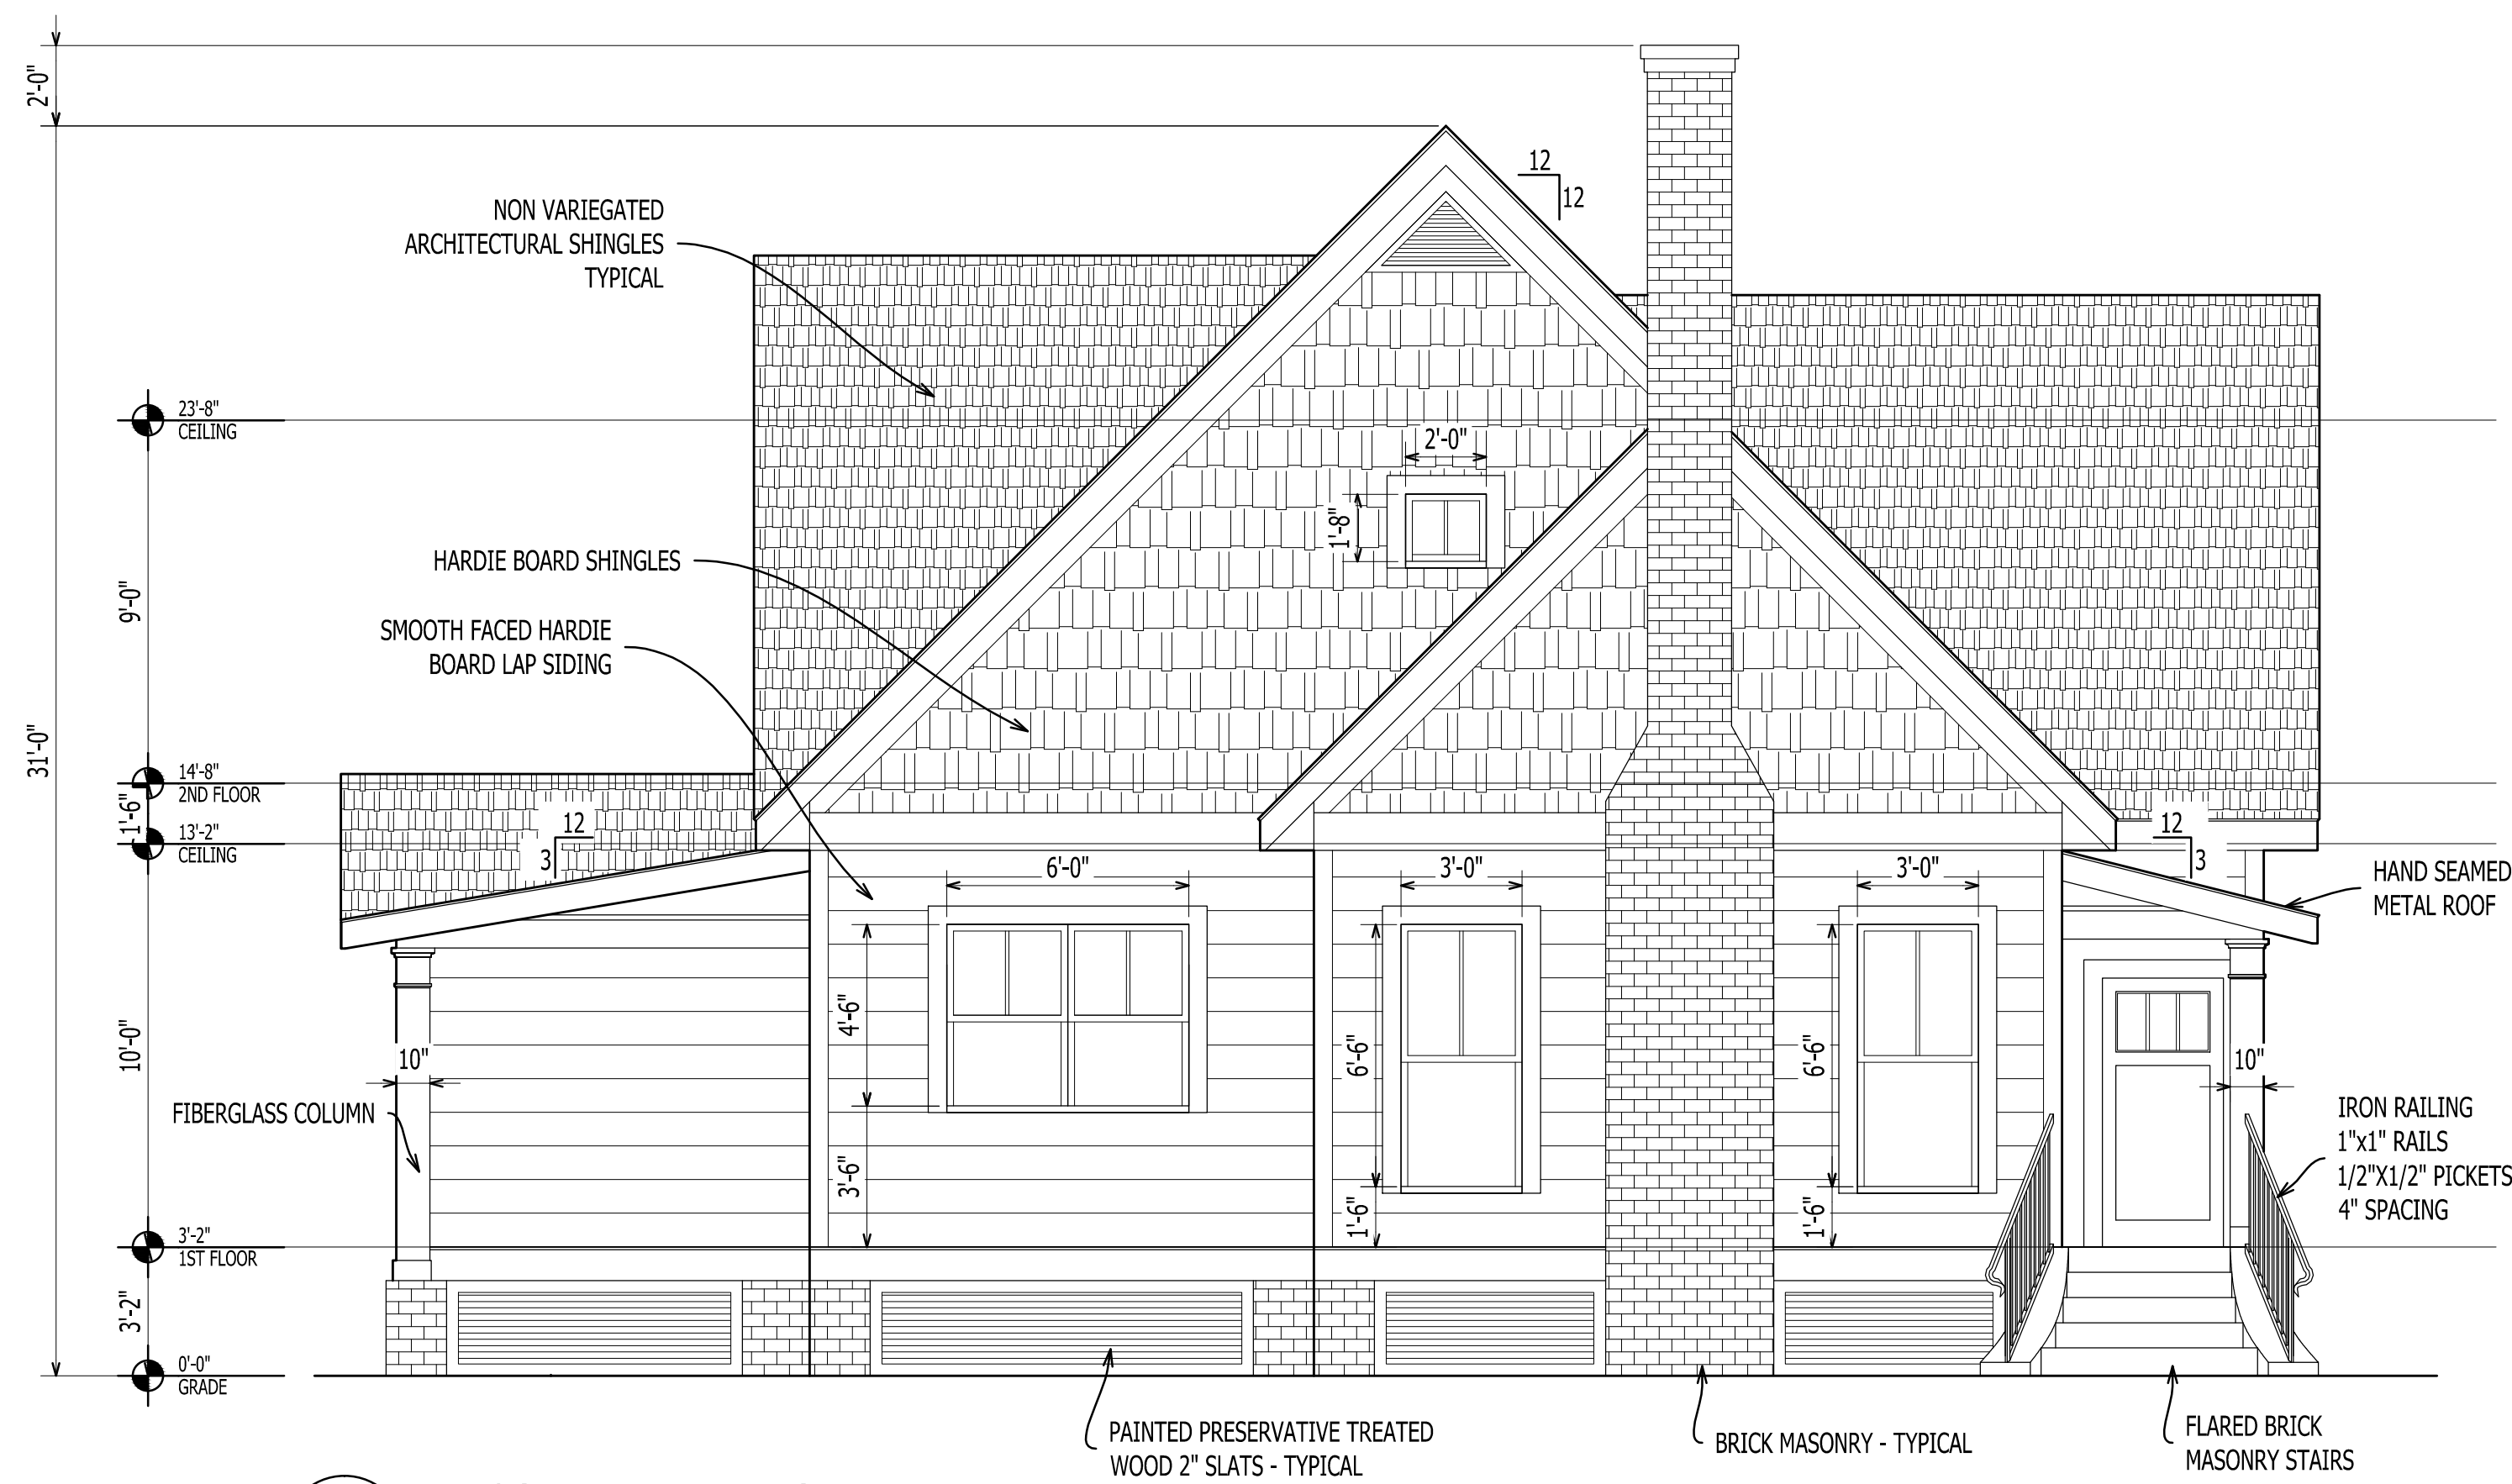 2'-0"
12
12
NON VARIEGATED
ARCHITECTURAL SHINGLES
TYPICAL
23'-8"
CEILING
2'-0"
1'-8"
HARDIE BOARD SHINGLES
9'-0"
SMOOTH FACED HARDIE
BOARD LAP SIDING
31'-0"
14'-8"
2ND FLOOR
1'-6"
13'-2"
CEILING
12
3
12
3
6'-0"
3'-0"
3'-0"
HAND SEAMED
METAL ROOF
4'-6"
6'-6"
6'-6"
10'-0"
10"
10"
FIBERGLASS COLUMN
IRON RAILING
1"x1" RAILS
1/2"X1/2" PICKETS
4" SPACING
3'-6"
1'-6"
1'-6"
3'-2"
1ST FLOOR
3'-2"
0'-0"
GRADE
PAINTED PRESERVATIVE TREATED
WOOD 2" SLATS - TYPICAL
BRICK MASONRY - TYPICAL
FLARED BRICK
MASONRY STAIRS